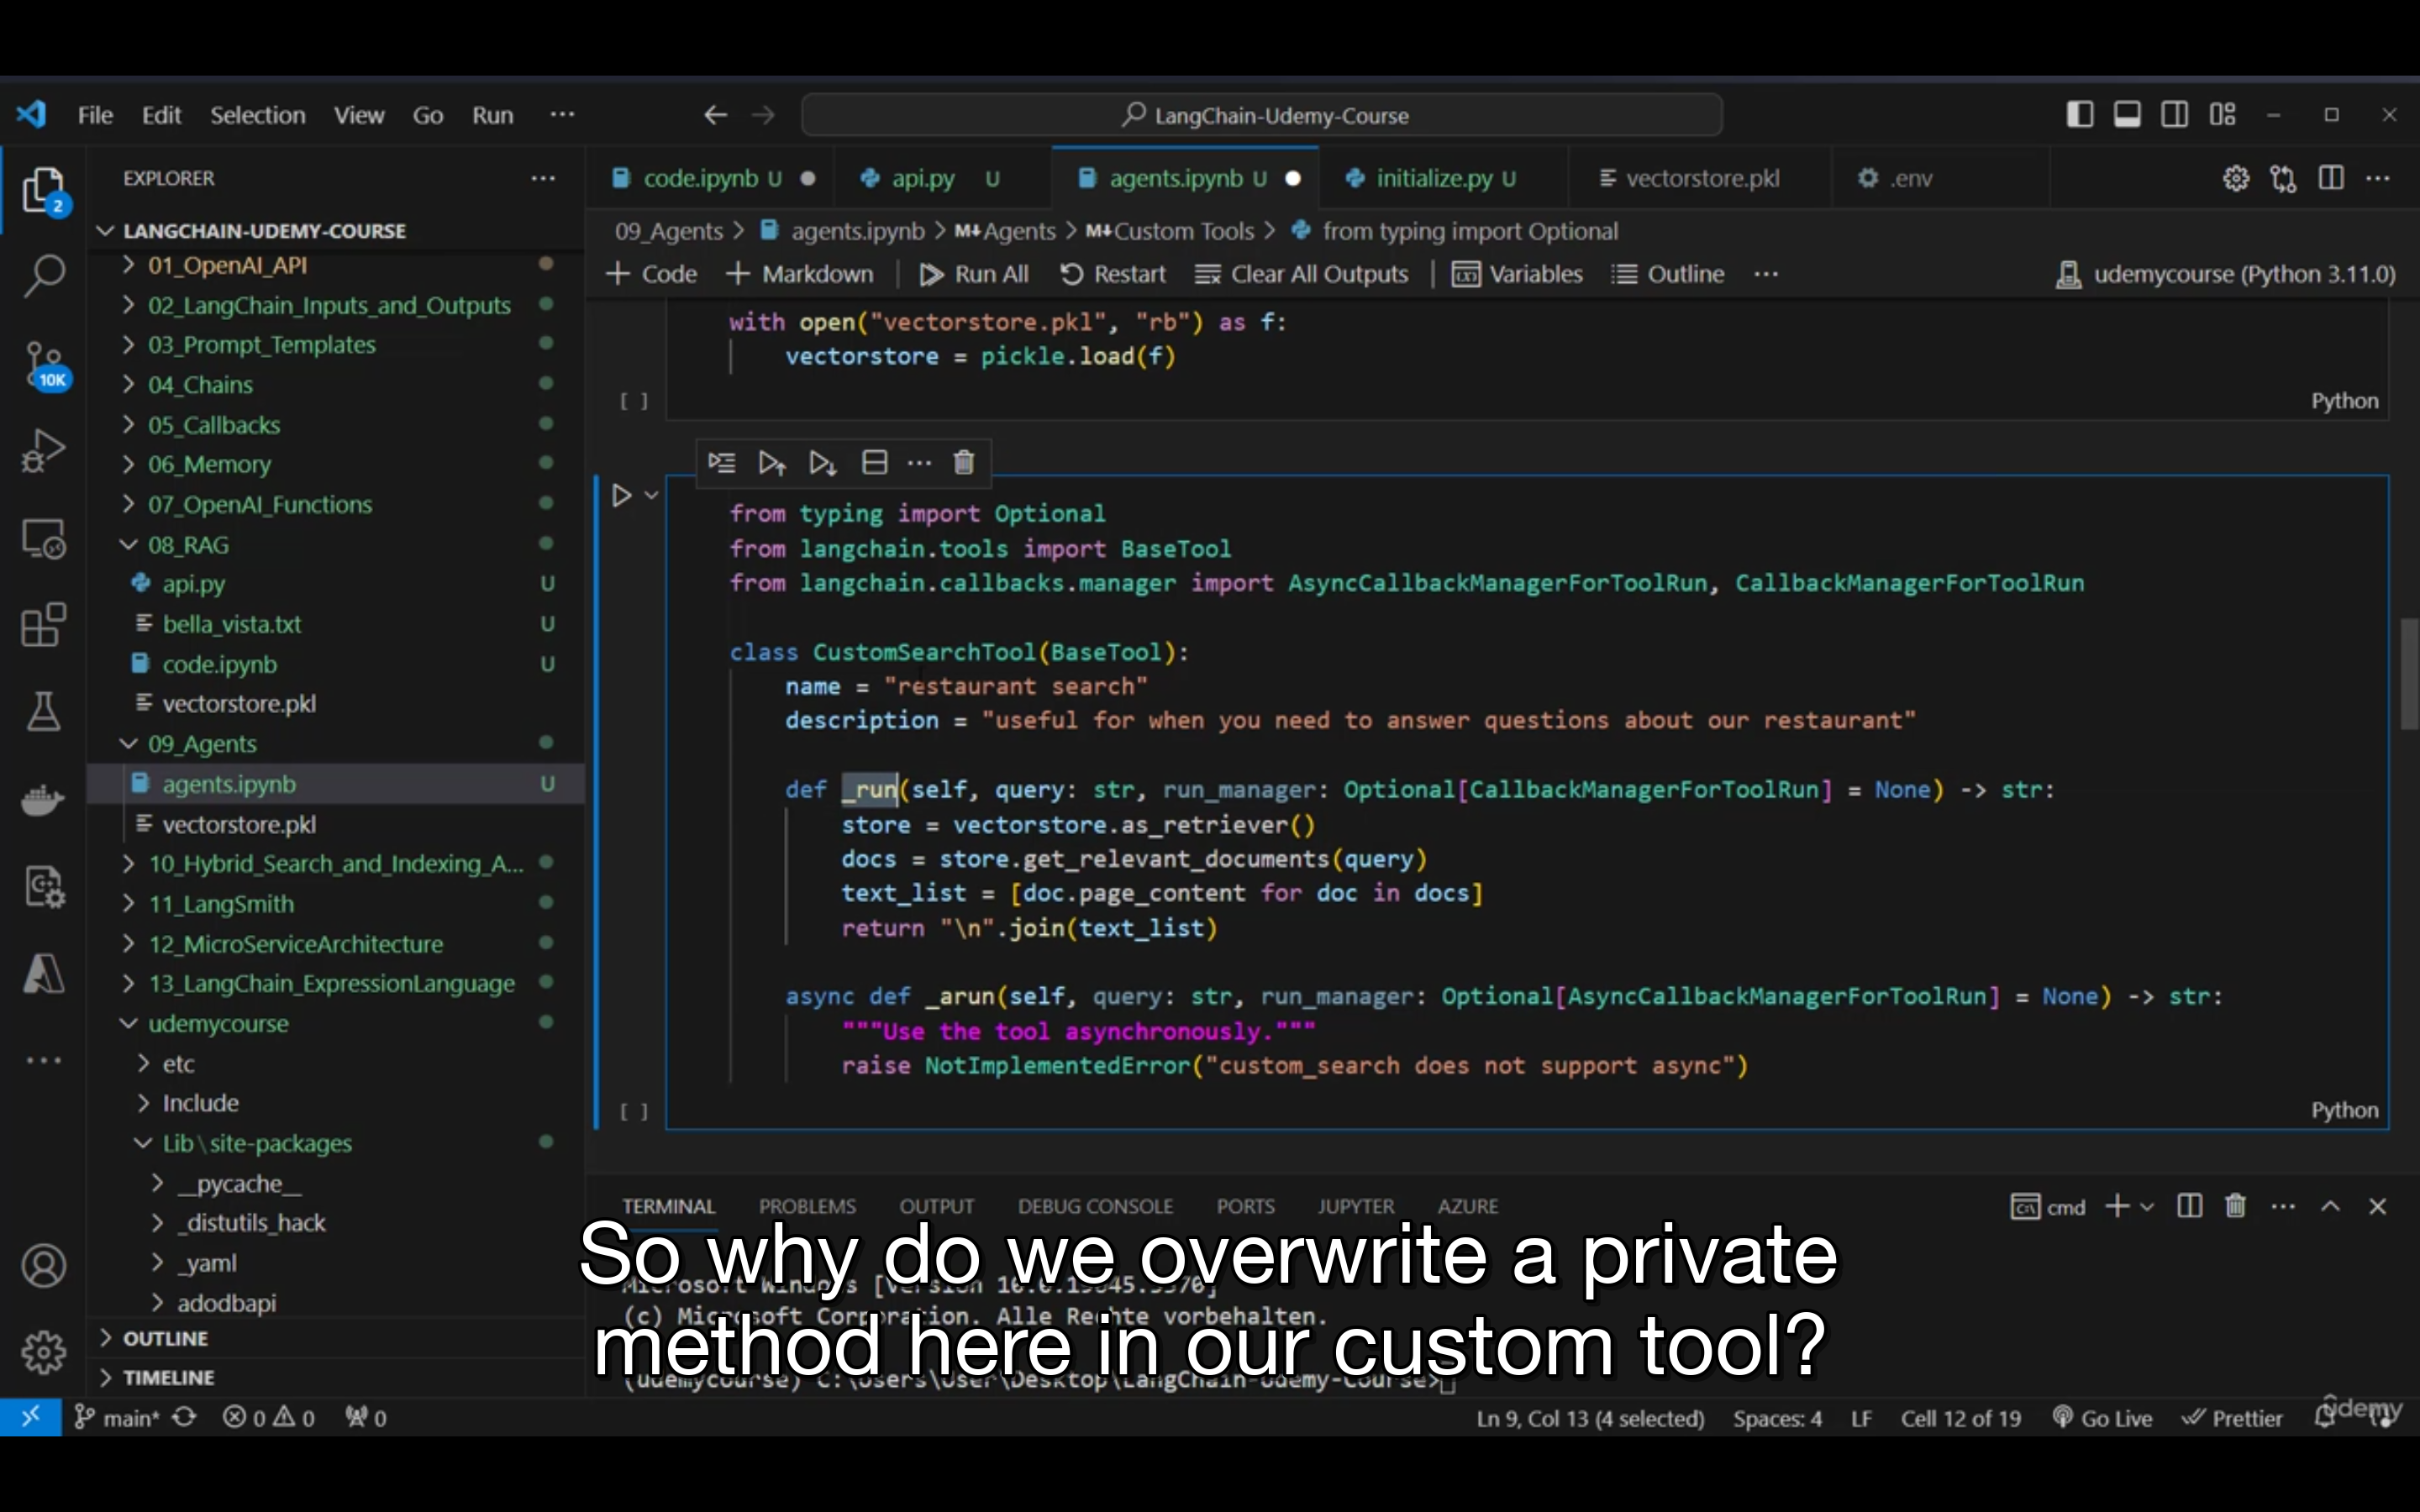 File Edit Selection View Go Run ···
LangChain-Udemy-Course
EXPLORER ···
LANGCHAIN-UDEMY-COURSE
01_OpenAI_API
02_LangChain_Inputs_and_Outputs
03_Prompt_Templates
04_Chains
05_Callbacks
06_Memory
07_OpenAI_Functions
08_RAG
api.py U
bella_vista.txt U
code.ipynb U
vectorstore.pkl
09_Agents
agents.ipynb U
vectorstore.pkl
10_Hybrid_Search_and_Indexing_A...
11_LangSmith
12_MicroServiceArchitecture
13_LangChain_ExpressionLanguage
udemycourse
etc
Include
Lib\site-packages
__pycache__
_distutils_hack
_yaml
adodbapi
OUTLINE
TIMELINE
2
10K
code.ipynb U api.py U agents.ipynb U initialize.py U vectorstore.pkl .env
09_Agents > agents.ipynb > M↓Agents > M↓Custom Tools > from typing import Optional
+ Code + Markdown Run All Restart Clear All Outputs Variables Outline ··· udemycourse (Python 3.11.0)
with open("vectorstore.pkl", "rb") as f:
vectorstore = pickle.load(f)
[ ] Python
from typing import Optional
from langchain.tools import BaseTool
from langchain.callbacks.manager import AsyncCallbackManagerForToolRun, CallbackManagerForToolRun
class CustomSearchTool(BaseTool):
name = "restaurant search"
description = "useful for when you need to answer questions about our restaurant"
def _run(self, query: str, run_manager: Optional[CallbackManagerForToolRun] = None) -> str:
store = vectorstore.as_retriever()
docs = store.get_relevant_documents(query)
text_list = [doc.page_content for doc in docs]
return "\n".join(text_list)
async def _arun(self, query: str, run_manager: Optional[AsyncCallbackManagerForToolRun] = None) -> str:
"""Use the tool asynchronously."""
raise NotImplementedError("custom_search does not support async")
[ ] Python
TERMINAL PROBLEMS OUTPUT DEBUG CONSOLE PORTS JUPYTER AZURE cmd
Microsoft Windows [Version
(c) Microsoft Corporation. Alle Rechte vorbehalten.
(udemycourse) C:\Users\User\Desktop\LangChain-Udemy-Course>
So why do we overwrite a private
method here in our custom tool?
main* 0 0 0 Ln 9, Col 13 (4 selected) Spaces: 4 LF Cell 12 of 19 Go Live Prettier
udemy